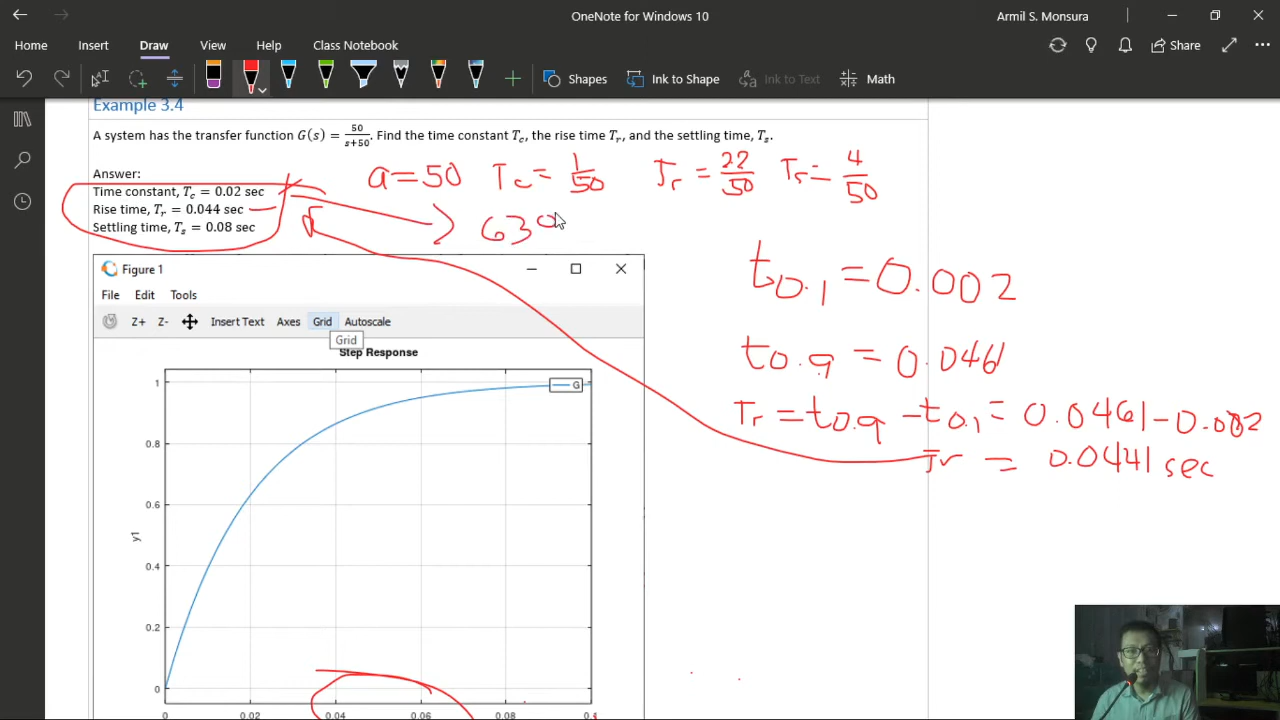 OneNote for Windows 10
Armil S. Monsura
Home Insert Draw View Help Class Notebook
Share
Shapes Ink to Shape Ink to Text Math
Example 3.4
A system has the transfer function G(s) = 50/(s+50). Find the time constant Tc, the rise time Tr, and the settling time, Ts.
Answer:
Time constant, Tc = 0.02 sec
Rise time, Tr = 0.044 sec
Settling time, Ts = 0.08 sec
a = 50 Tc = 1/50 Tr = 22/50 Ts = 4/50
630
t0.1 = 0.002
t0.9 = 0.0461
Tr = t0.9 - t0.1 = 0.0461 - 0.002
Tr = 0.0441 sec
Figure 1
File Edit Tools
Z+ Z- Insert Text Axes Grid Autoscale
Grid
Step Response
G
1
0.8
0.6
y1
0.4
0.2
0
0 0.02 0.04 0.06 0.08 0.1